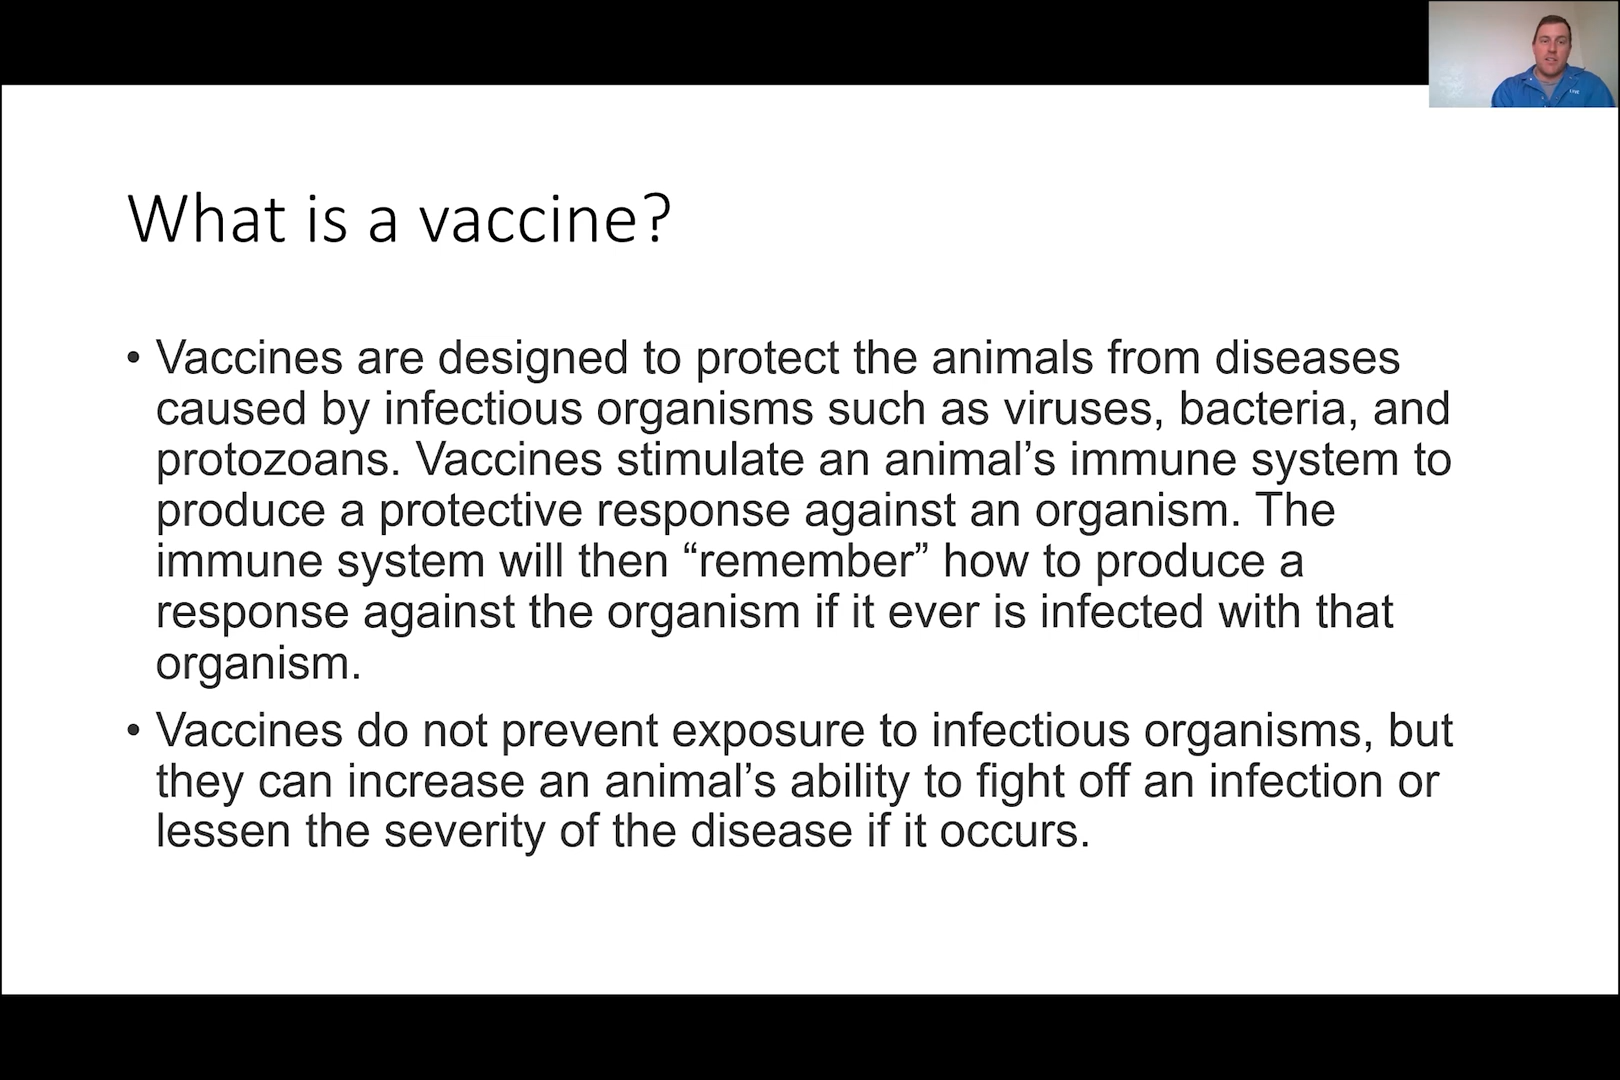 What is a vaccine?
• Vaccines are designed to protect the animals from diseases
caused by infectious organisms such as viruses, bacteria, and
protozoans. Vaccines stimulate an animal’s immune system to
produce a protective response against an organism. The
immune system will then “remember” how to produce a
response against the organism if it ever is infected with that
organism.
• Vaccines do not prevent exposure to infectious organisms, but
they can increase an animal’s ability to fight off an infection or
lessen the severity of the disease if it occurs.